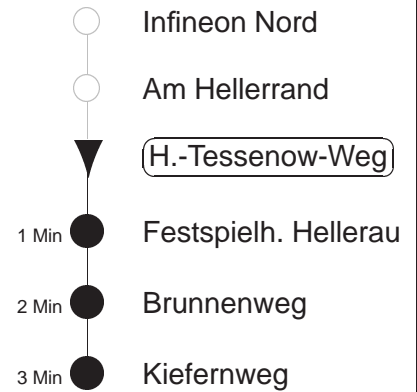 Infineon Nord
Am Hellerrand
H.-Tessenow-Weg
1 Min Festspielh. Hellerau
2 Min Brunnenweg
3 Min Kiefernweg